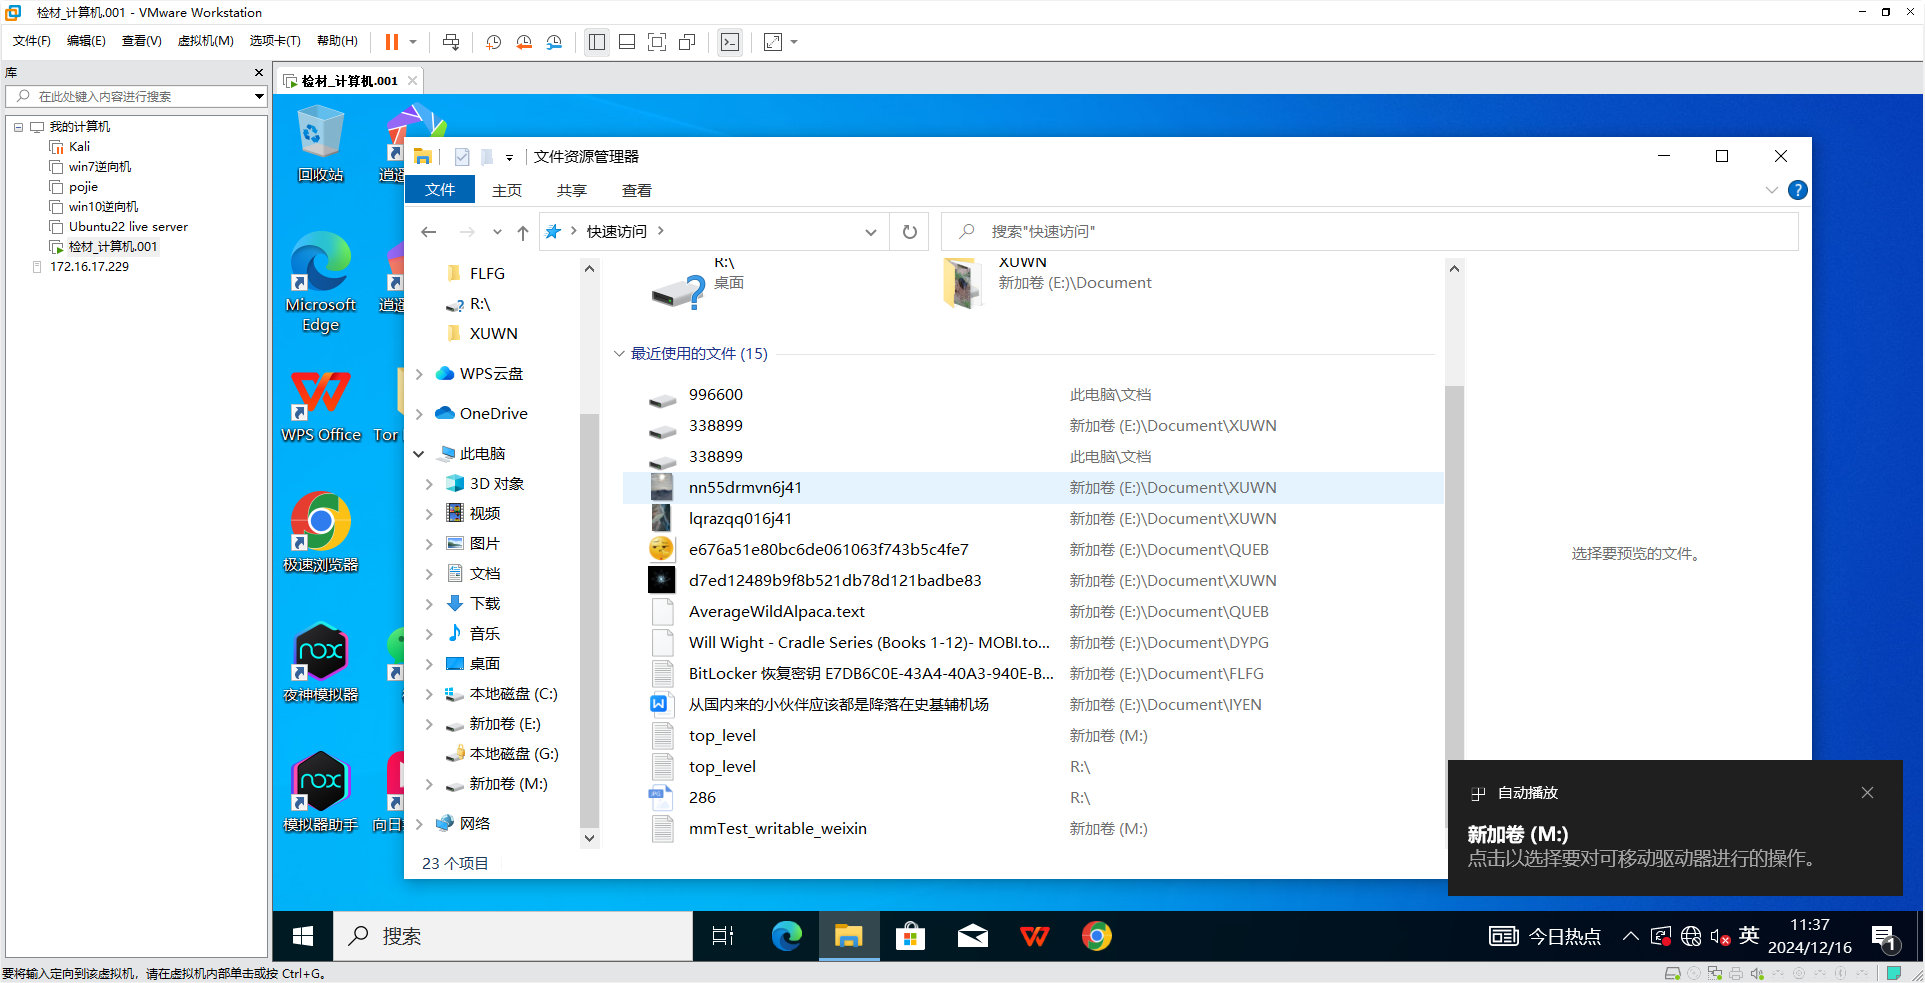 检材_计算机.001 - VMware Workstation
文件(F) 编辑(E) 查看(V) 虚拟机(M) 选项卡(T) 帮助(H)
库
在此处键入内容进行搜索
我的计算机
Kali
win7逆向机
pojie
win10逆向机
Ubuntu22 live server
检材_计算机.001
172.16.17.229
检材_计算机.001
回收站
Microsoft
Edge
WPS Office
Tor
极速浏览器
夜神模拟器
模拟器助手
文件资源管理器
文件 主页 共享 查看
快速访问
搜索"快速访问"
FLFG
R:\
XUWN
WPS云盘
OneDrive
此电脑
3D 对象
视频
图片
文档
下载
音乐
桌面
本地磁盘 (C:)
新加卷 (E:)
本地磁盘 (G:)
新加卷 (M:)
网络
R:\
桌面
XUWN
新加卷 (E:)\Document
最近使用的文件 (15)
996600 此电脑\文档
338899 新加卷 (E:)\Document\XUWN
338899 此电脑\文档
nn55drmvn6j41 新加卷 (E:)\Document\XUWN
lqrazqq016j41 新加卷 (E:)\Document\XUWN
e676a51e80bc6de061063f743b5c4fe7 新加卷 (E:)\Document\QUEB
d7ed12489b9f8b521db78d121badbe83 新加卷 (E:)\Document\XUWN
AverageWildAlpaca.text 新加卷 (E:)\Document\QUEB
Will Wight - Cradle Series (Books 1-12)- MOBI.to... 新加卷 (E:)\Document\DYPG
BitLocker 恢复密钥 E7DB6C0E-43A4-40A3-940E-B... 新加卷 (E:)\Document\FLFG
从国内来的小伙伴应该都是降落在史基辅机场 新加卷 (E:)\Document\IYEN
top_level 新加卷 (M:)
top_level R:\
286 R:\
mmTest_writable_weixin 新加卷 (M:)
选择要预览的文件。
23 个项目
自动播放
新加卷 (M:)
点击以选择要对可移动驱动器进行的操作。
搜索
今日热点
英
11:37
2024/12/16
1
要将输入定向到该虚拟机，请在虚拟机内部单击或按 Ctrl+G。